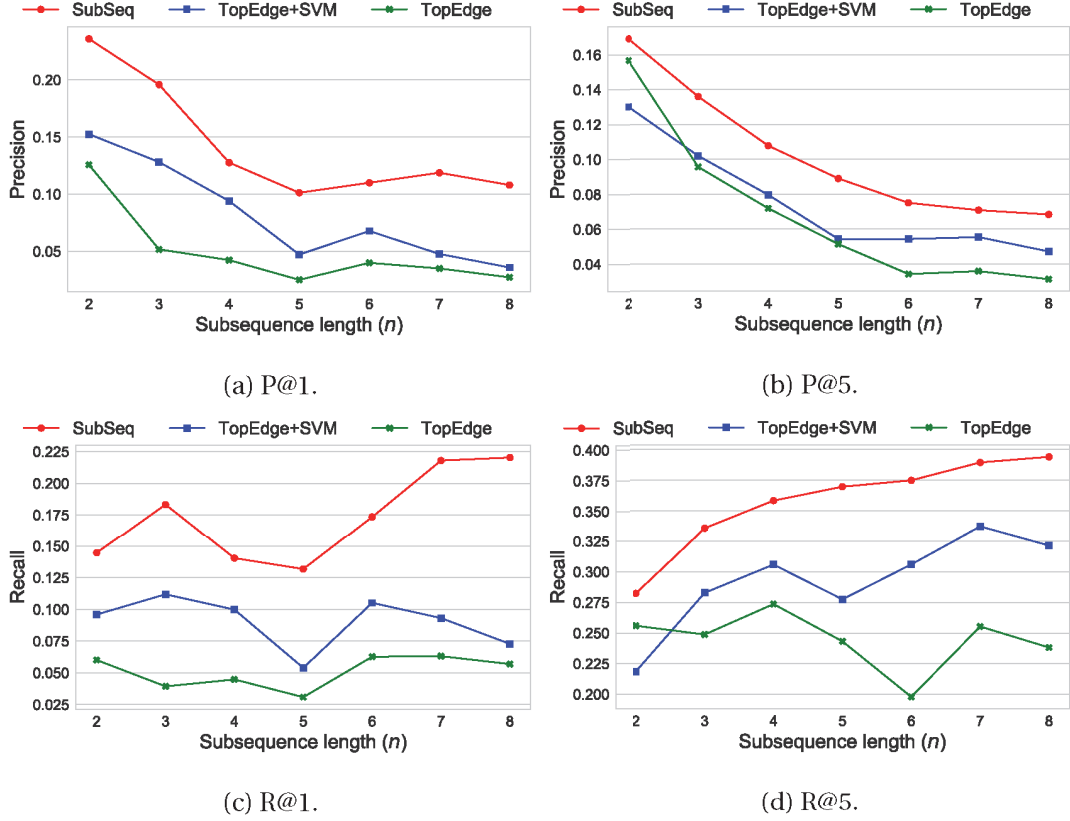 SubSeq TopEdge+SVM TopEdge
Precision
0.20
0.15
0.10
0.05
2 3 4 5 6 7 8
Subsequence length (n)
(a) P@1.
SubSeq TopEdge+SVM TopEdge
Precision
0.16
0.14
0.12
0.10
0.08
0.06
0.04
2 3 4 5 6 7 8
Subsequence length (n)
(b) P@5.
SubSeq TopEdge+SVM TopEdge
Recall
0.225
0.200
0.175
0.150
0.125
0.100
0.075
0.050
0.025
2 3 4 5 6 7 8
Subsequence length (n)
(c) R@1.
SubSeq TopEdge+SVM TopEdge
Recall
0.400
0.375
0.350
0.325
0.300
0.275
0.250
0.225
0.200
2 3 4 5 6 7 8
Subsequence length (n)
(d) R@5.